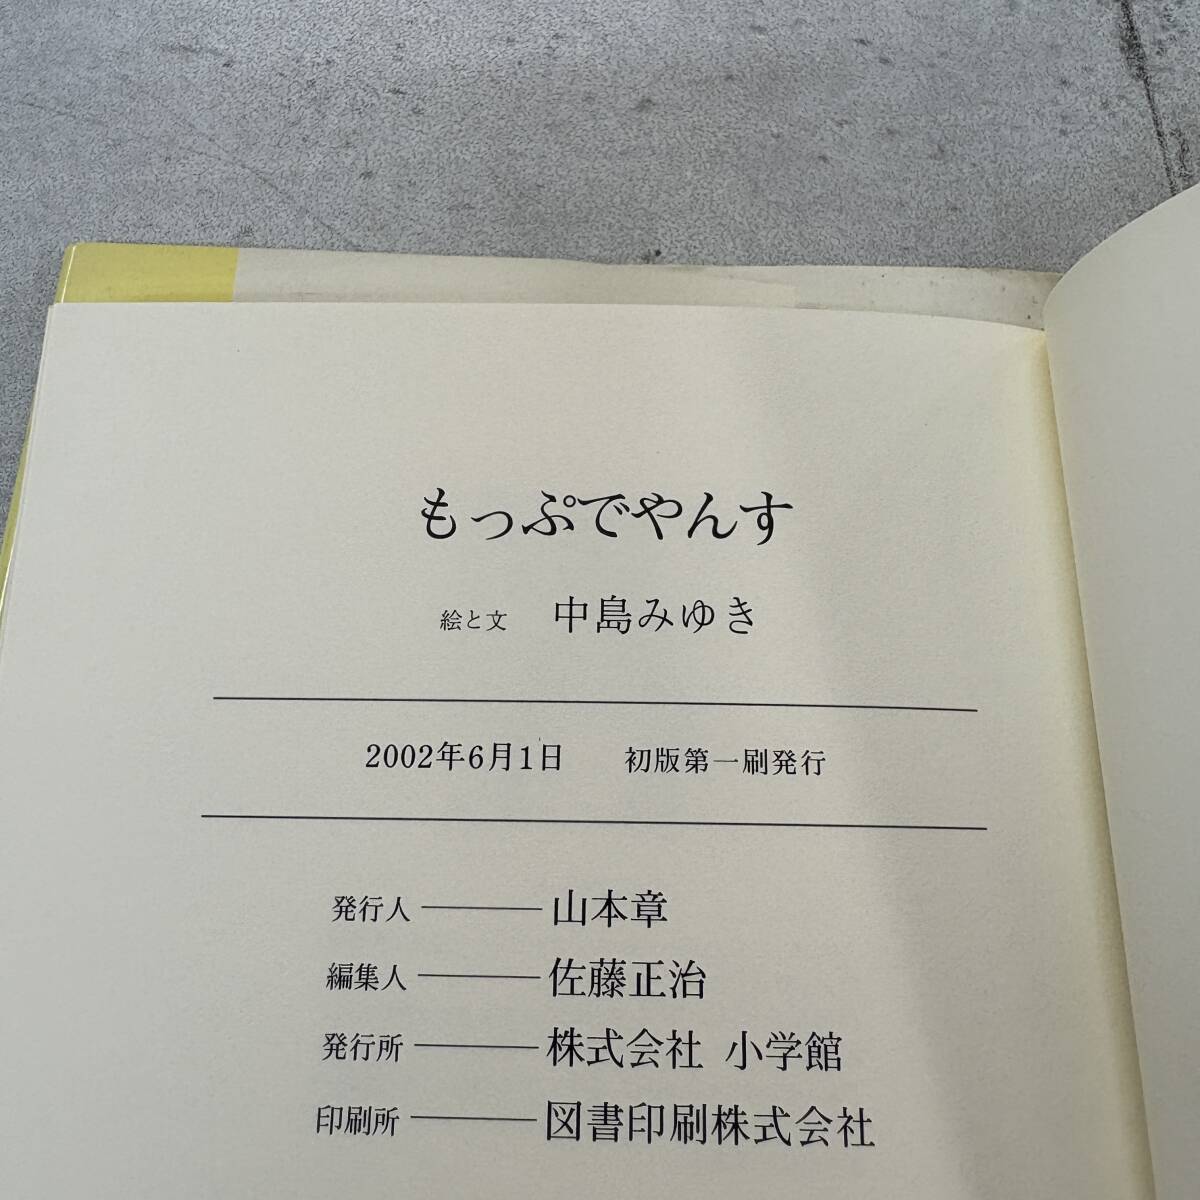 もっぷでやんす
絵と文 中島みゆき
2002年6月1日 初版第一刷発行
発行人 ―― 山本章
編集人 ―― 佐藤正治
発行所 ―― 株式会社 小学館
印刷所 ―― 図書印刷株式会社